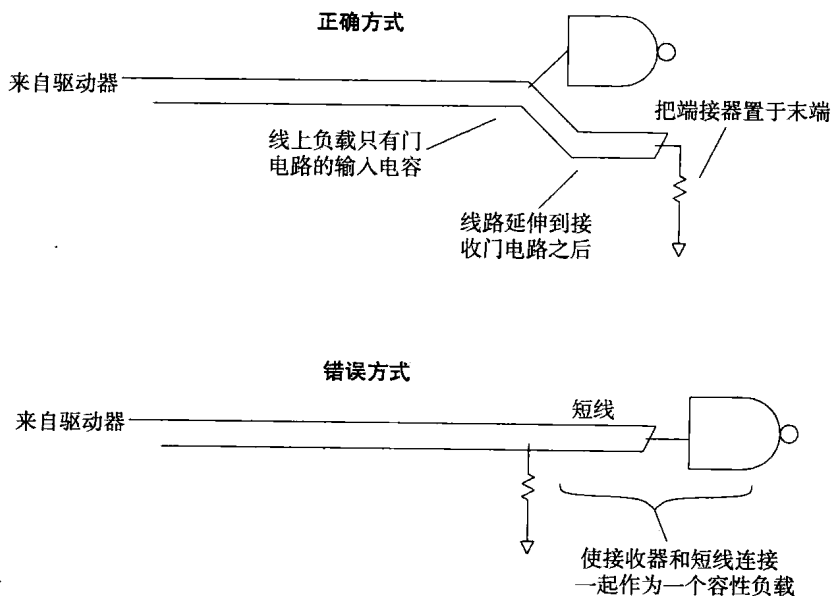 正确方式
来自驱动器
把端接器置于末端
线上负载只有门
电路的输入电容
线路延伸到接
收门电路之后
错误方式
来自驱动器
短线
使接收器和短线连接
一起作为一个容性负载